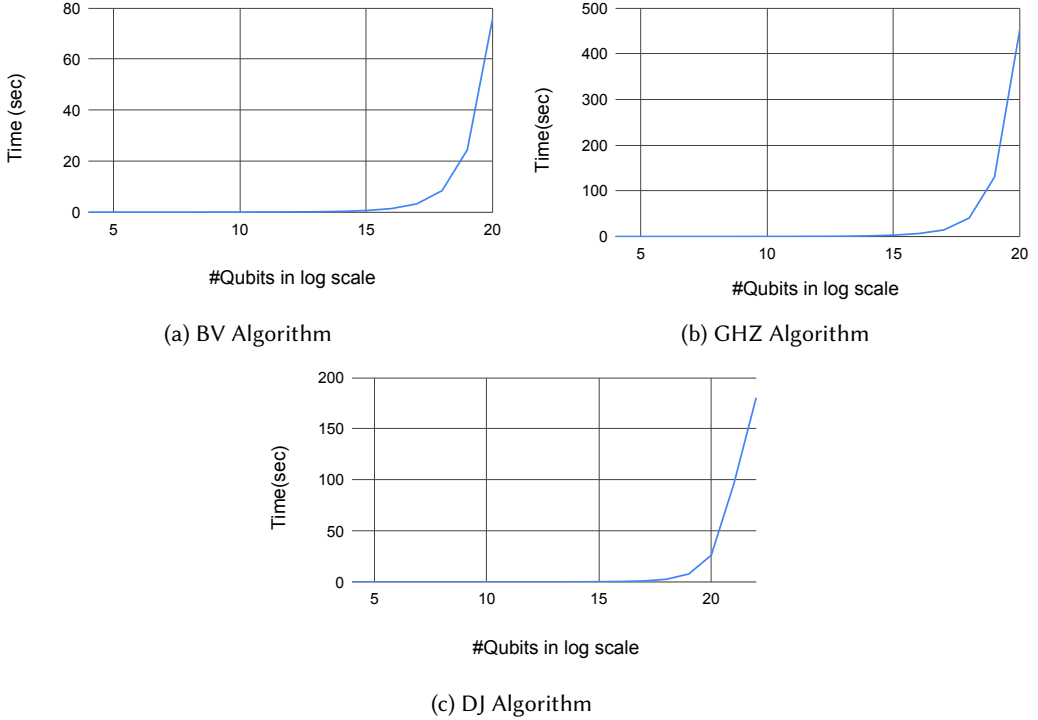 80
60
40
20
0
Time (sec)
5 10 15 20
#Qubits in log scale
(a) BV Algorithm
500
400
300
200
100
0
Time(sec)
5 10 15 20
#Qubits in log scale
(b) GHZ Algorithm
200
150
100
50
0
Time(sec)
5 10 15 20
#Qubits in log scale
(c) DJ Algorithm